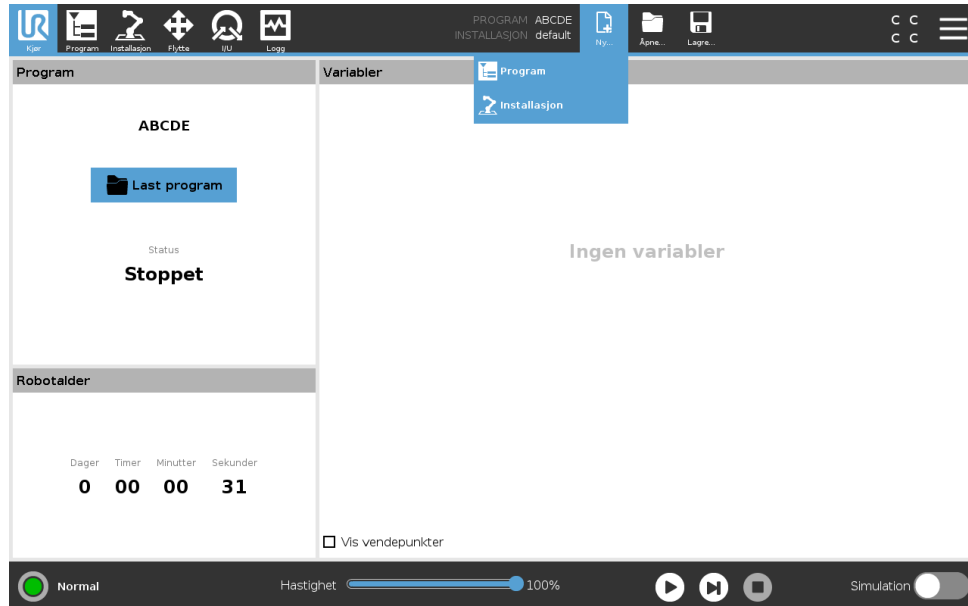 UR
PROGRAM ABCDE
INSTALLASJON default
C C
C C
Kjør Program Installasjon Flytte I/U Logg Ny... Åpne... Lagre...
Program
Installasjon
Program
ABCDE
Last program
Status
Stoppet
Robotalder
Dager Timer Minutter Sekunder
0 00 00 31
Variabler
Ingen variabler
Vis vendepunkter
Normal
Hastighet 100%
Simulation